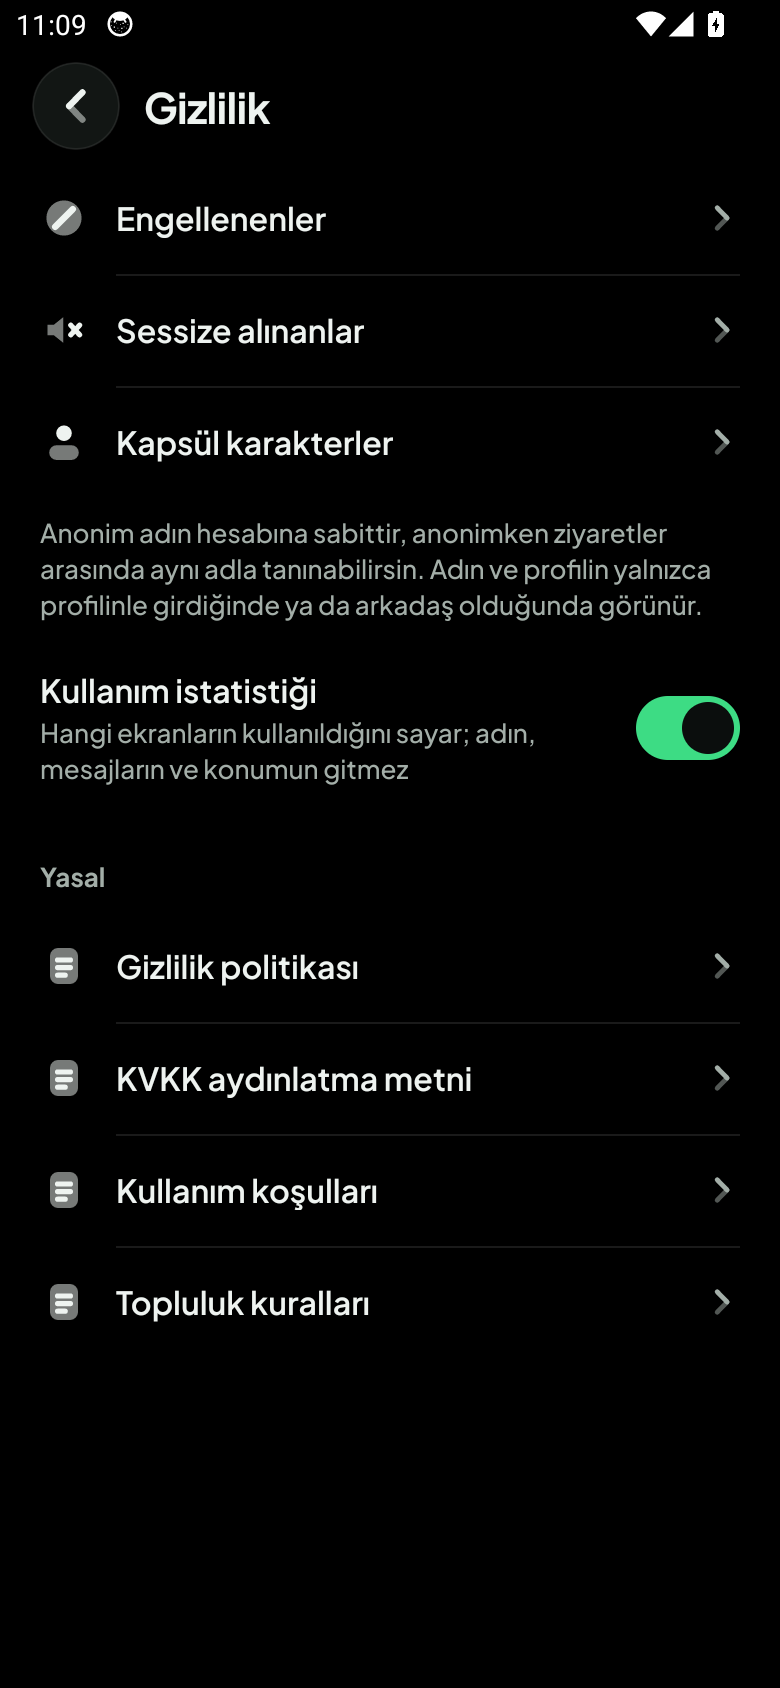 11:09
Gizlilik
Engellenenler
Sessize alınanlar
Kapsül karakterler
Anonim adın hesabına sabittir, anonimken ziyaretler
arasında aynı adla tanınabilirsin. Adın ve profilin yalnızca
profilinle girdiğinde ya da arkadaş olduğunda görünür.
Kullanım istatistiği
Hangi ekranların kullanıldığını sayar; adın,
mesajların ve konumun gitmez
Yasal
Gizlilik politikası
KVKK aydınlatma metni
Kullanım koşulları
Topluluk kuralları